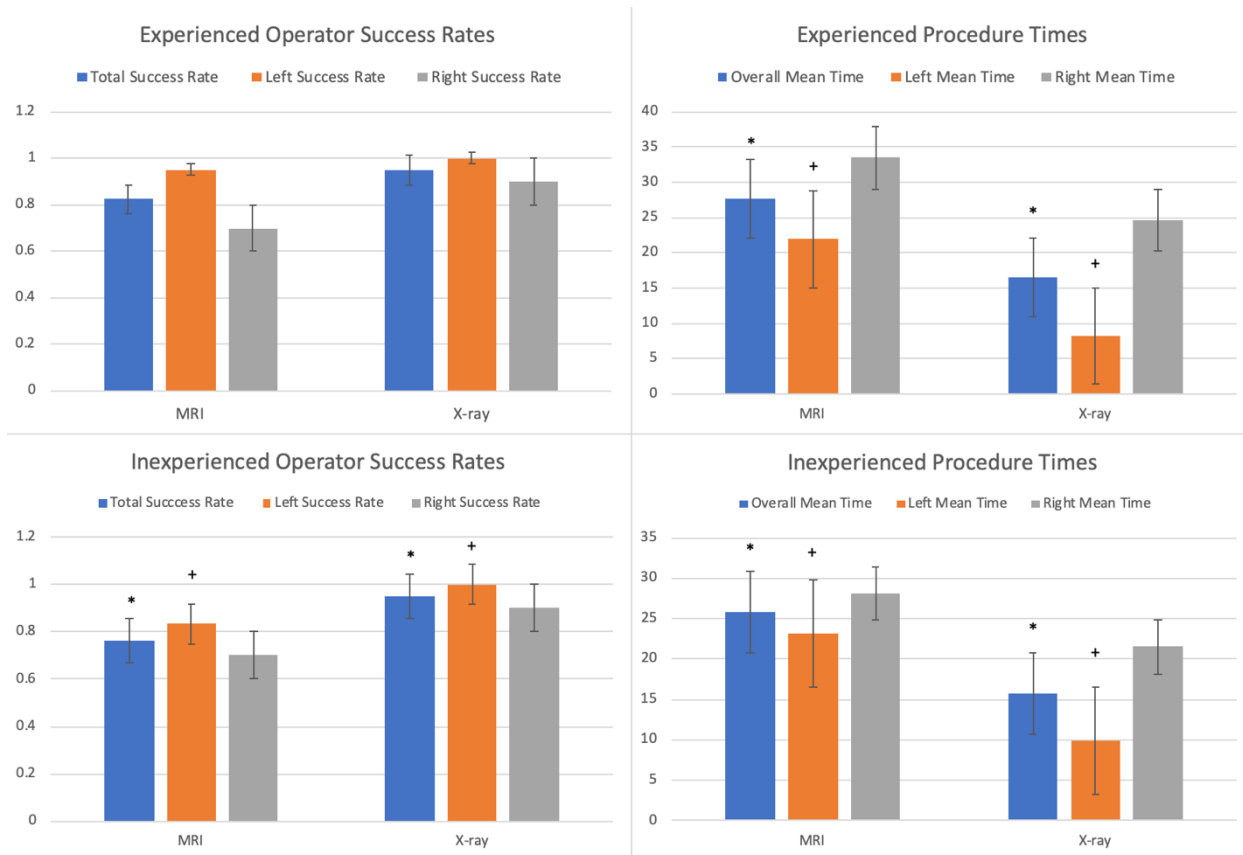 Experienced Operator Success Rates
Total Success Rate Left Success Rate Right Success Rate
1.2
1
0.8
0.6
0.4
0.2
0
MRI X-ray
Experienced Procedure Times
Overall Mean Time Left Mean Time Right Mean Time
40
35
30
25
20
15
10
5
0
* + * +
MRI X-ray
Inexperienced Operator Success Rates
Total Succcess Rate Left Success Rate Right Success Rate
1.2
1
0.8
0.6
0.4
0.2
0
* + * +
MRI X-ray
Inexperienced Procedure Times
Overall Mean Time Left Mean Time Right Mean Time
35
30
25
20
15
10
5
0
* + * +
MRI X-ray